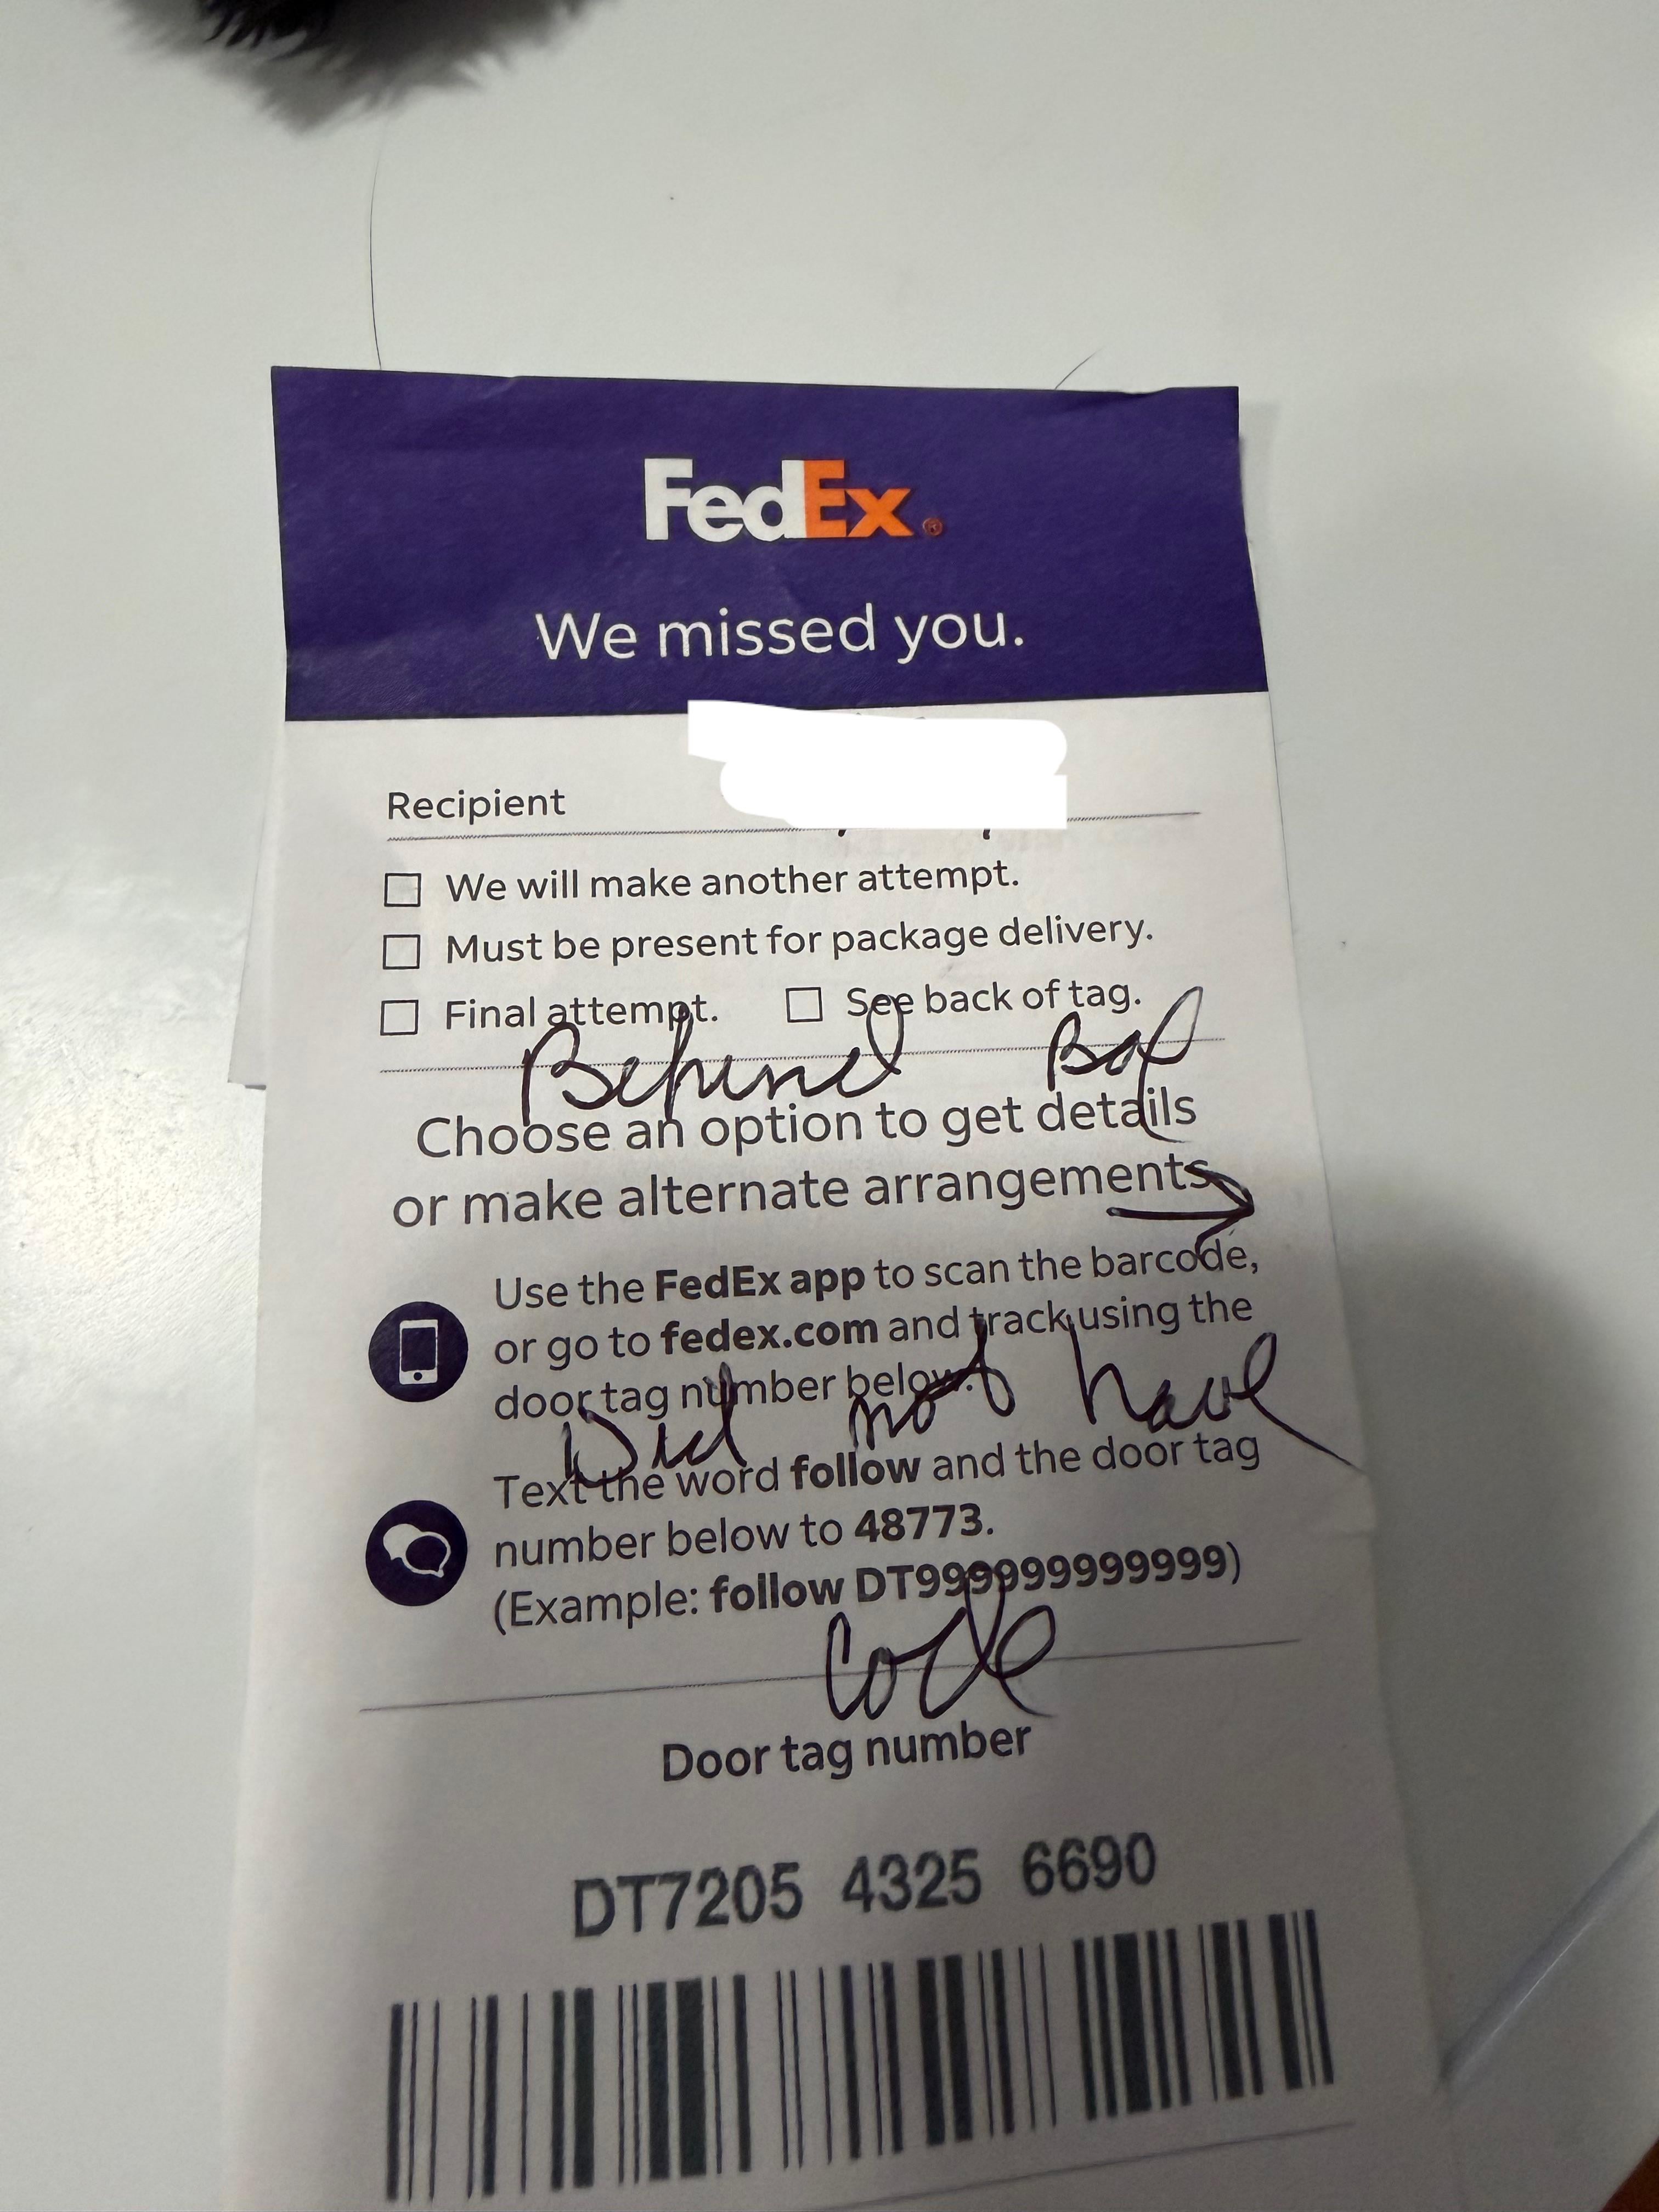 FedEx®
We missed you.
Recipient
We will make another attempt.
Must be present for package delivery.
Final attempt. See back of tag.
Behind
Choose an option to get details
or make alternate arrangements
Use the FedEx app to scan the barcode,
or go to fedex.com and track using the
door tag number below.
Did not have
Text the word follow and the door tag
number below to 48773.
(Example: follow DT999999999999)
Code
Door tag number
DT7205 4325 6690